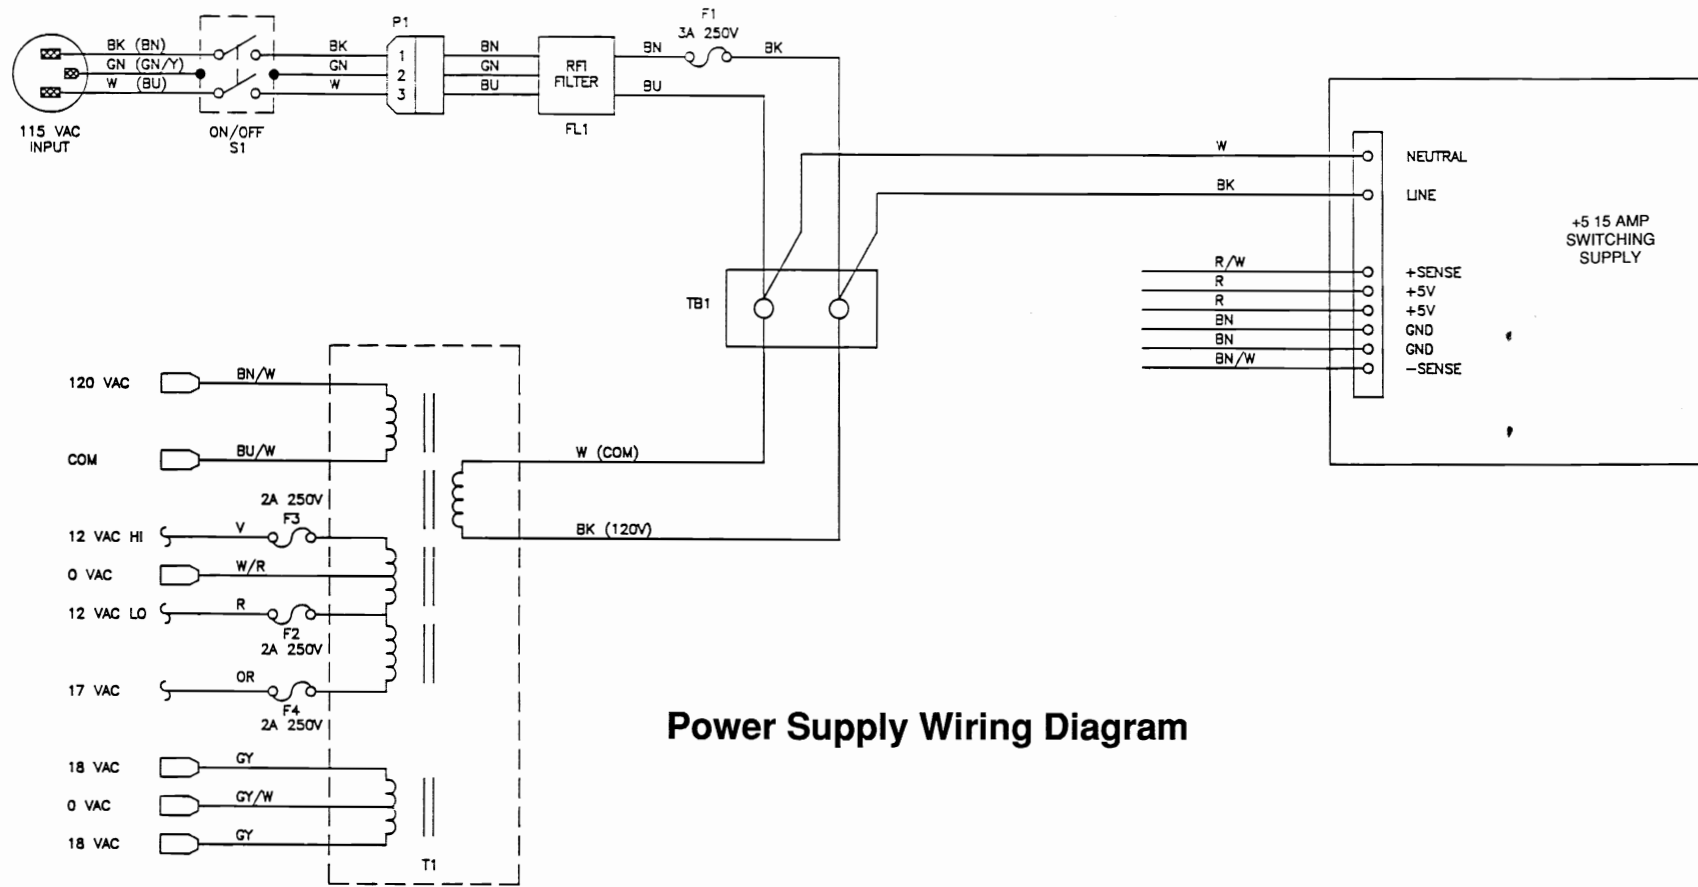 115 VAC
INPUT
BK (BN)
GN (GN/Y)
W (BU)
ON/OFF
S1
BK
GN
W
P1
1
2
3
BN
GN
BU
RFI
FILTER
FL1
BN
BU
F1
3A 250V
BK
W
BK
NEUTRAL
LINE
+5 15 AMP
SWITCHING
SUPPLY
R/W
R
R
BN
BN
BN/W
+SENSE
+5V
+5V
GND
GND
-SENSE
TB1
120 VAC
BN/W
COM
BU/W
W (COM)
BK (120V)
2A 250V
F3
12 VAC HI
V
0 VAC
W/R
12 VAC LO
R
F2
2A 250V
17 VAC
OR
F4
2A 250V
Power Supply Wiring Diagram
18 VAC
GY
0 VAC
GY/W
18 VAC
GY
T1